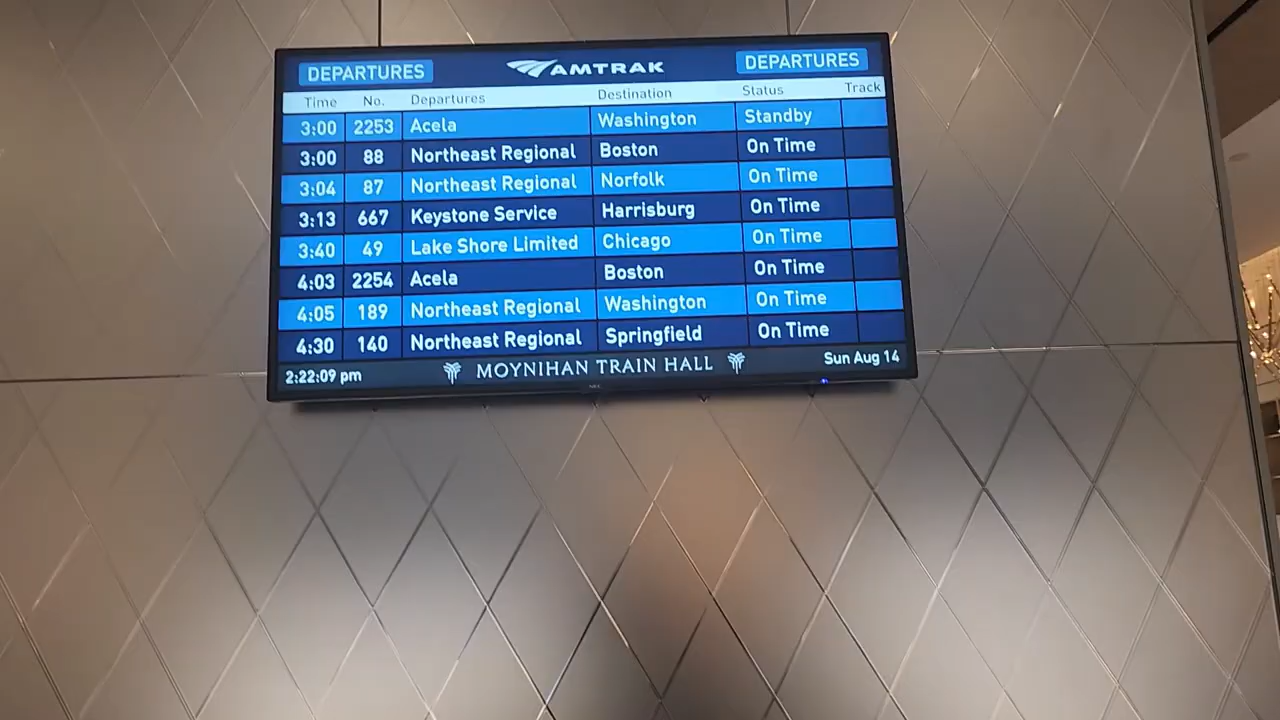 DEPARTURES AMTRAK DEPARTURES
Time No. Departures Destination Status Track
3:00 2253 Acela Washington Standby
3:00 88 Northeast Regional Boston On Time
3:04 87 Northeast Regional Norfolk On Time
3:13 667 Keystone Service Harrisburg On Time
3:40 49 Lake Shore Limited Chicago On Time
4:03 2254 Acela Boston On Time
4:05 189 Northeast Regional Washington On Time
4:30 140 Northeast Regional Springfield On Time
2:22:09 pm MOYNIHAN TRAIN HALL Sun Aug 14
NEC